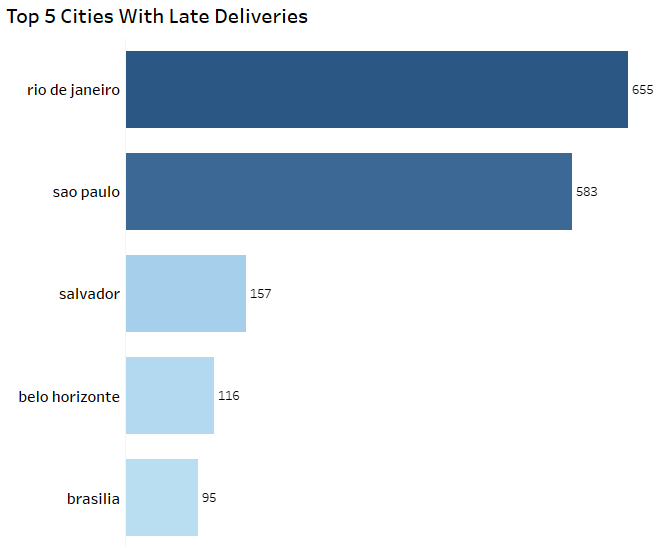 Top 5 Cities With Late Deliveries
rio de janeiro 655
sao paulo 583
salvador 157
belo horizonte 116
brasilia 95